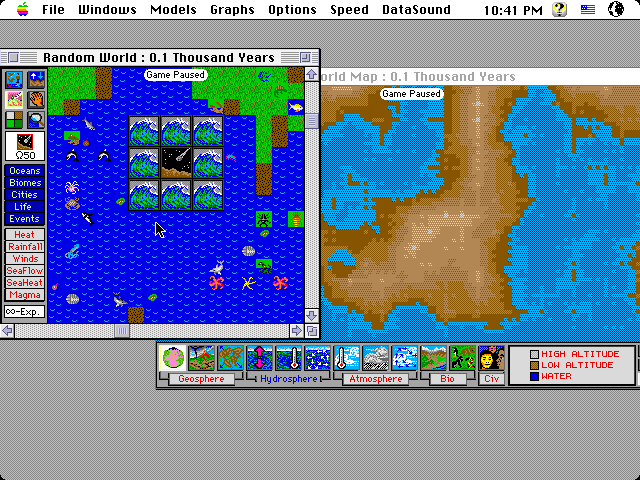 File Windows Models Graphs Options Speed DataSound 10:41 PM
Random World : 0.1 Thousand Years
Game Paused
orld Map : 0.1 Thousand Years
Game Paused
Ω50
Oceans
Biomes
Cities
Life
Events
Heat
Rainfall
Winds
SeaFlow
SeaHeat
Magma
∞-Exp.
Geosphere
Hydrosphere
Atmosphere
Bio
Civ
HIGH ALTITUDE
LOW ALTITUDE
WATER